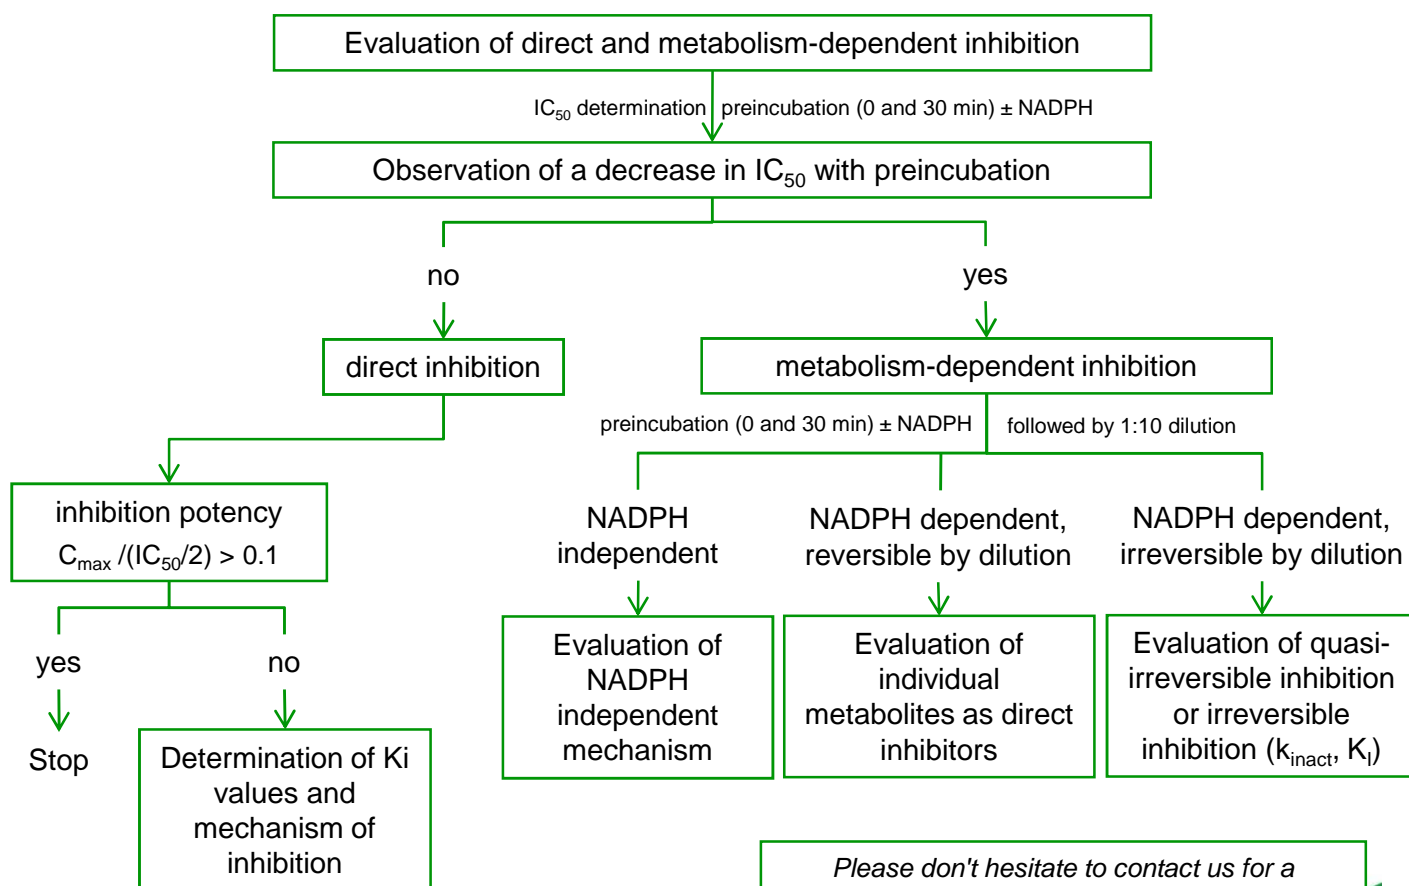 Evaluation of direct and metabolism-dependent inhibition
IC50 determination preincubation (0 and 30 min) ± NADPH
Observation of a decrease in IC50 with preincubation
no
yes
direct inhibition
metabolism-dependent inhibition
preincubation (0 and 30 min) ± NADPH followed by 1:10 dilution
inhibition potency
Cmax /(IC50/2) > 0.1
yes
no
Stop
Determination of Ki
values and
mechanism of
inhibition
NADPH
independent
Evaluation of
NADPH
independent
mechanism
NADPH dependent,
reversible by dilution
Evaluation of
individual
metabolites as direct
inhibitors
NADPH dependent,
irreversible by dilution
Evaluation of quasi-
irreversible inhibition
or irreversible
inhibition (kinact, KI)
Please don't hesitate to contact us for a